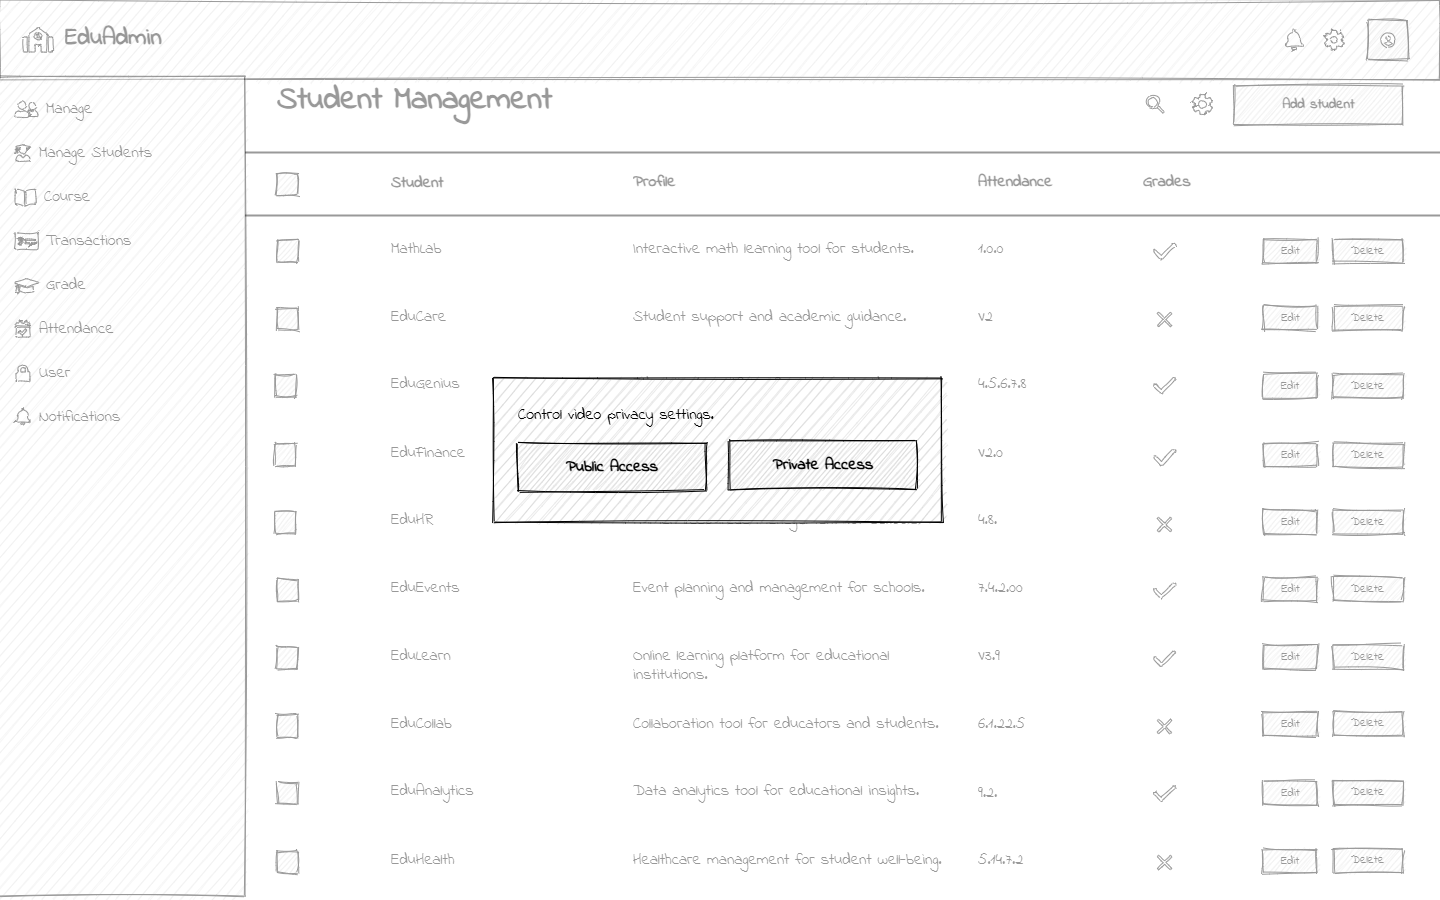 EduAdmin
Manage
Manage Students
Course
Transactions
Grade
Attendance
User
Notifications
Student Management
Add student
Student Profile Attendance Grades
MathLab Interactive math learning tool for students. 1.0.0 Edit Delete
EduCare Student support and academic guidance. v2 Edit Delete
EduGenius 4.5.6.7.8 Edit Delete
Control video privacy settings.
EduFinance v2.0 Edit Delete
Public Access Private Access
EduHR 4.8. Edit Delete
EduEvents Event planning and management for schools. 7.4.2.00 Edit Delete
EduLearn Online learning platform for educational v3.9 Edit Delete
institutions.
EduCollab Collaboration tool for educators and students. 6.1.22.5 Edit Delete
EduAnalytics Data analytics tool for educational insights. 9.2. Edit Delete
EduHealth Healthcare management for student well-being. 5.14.7.2 Edit Delete